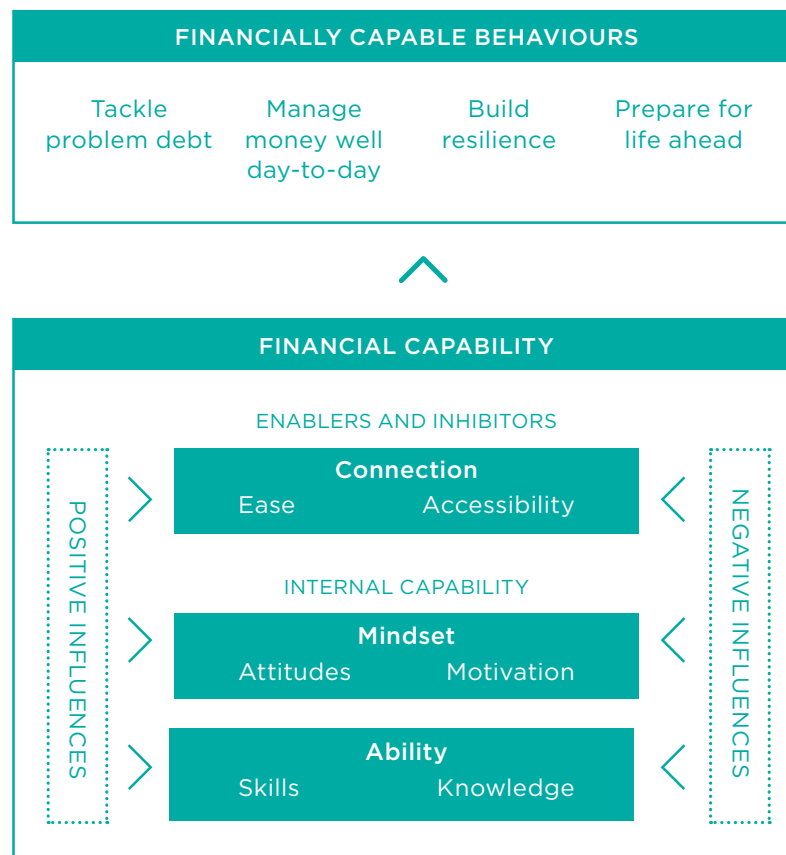 FINANCIALLY CAPABLE BEHAVIOURS
Tackle
problem debt
Manage
money well
day-to-day
Build
resilience
Prepare for
life ahead
FINANCIAL CAPABILITY
ENABLERS AND INHIBITORS
POSITIVE INFLUENCES
Connection
Ease Accessibility
INTERNAL CAPABILITY
Mindset
Attitudes Motivation
Ability
Skills Knowledge
NEGATIVE INFLUENCES